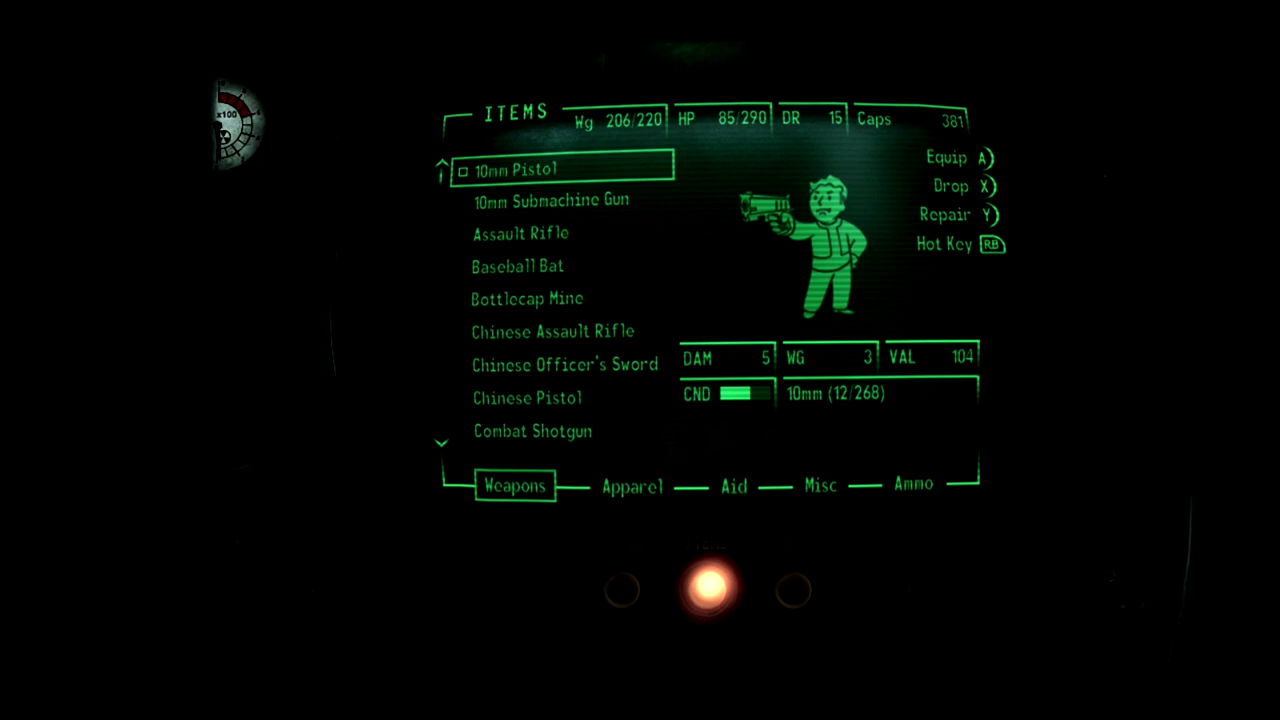 x100
ITEMS Wg 206/220 HP 85/290 DR 15 Caps 381
10mm Pistol
10mm Submachine Gun
Assault Rifle
Baseball Bat
Bottlecap Mine
Chinese Assault Rifle
Chinese Officer's Sword
Chinese Pistol
Combat Shotgun
Equip A)
Drop X)
Repair Y)
Hot Key RB
DAM 5 WG 3 VAL 104
CND 10mm (12/268)
Weapons Apparel Aid Misc Ammo